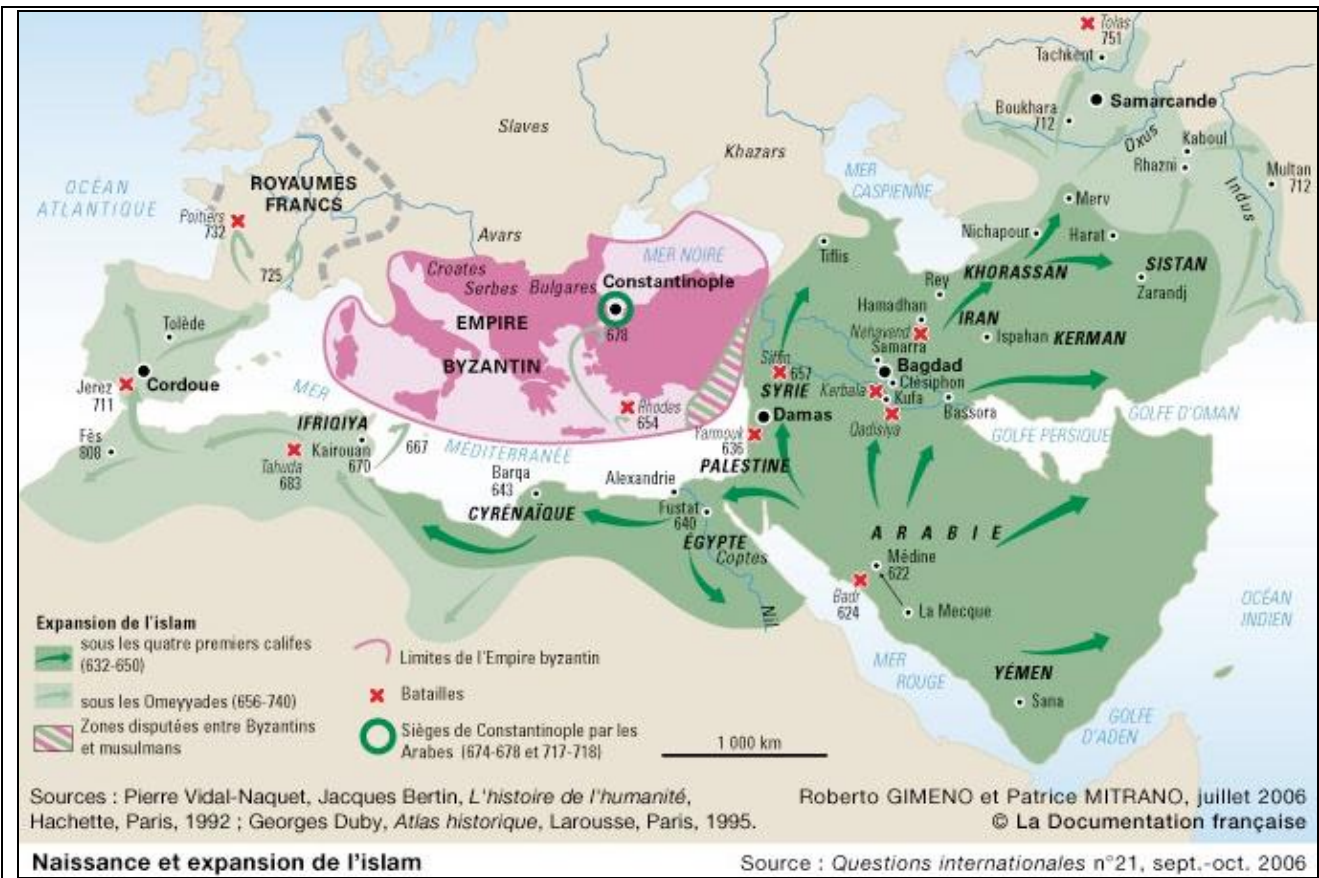 Tolas
751
Tachkent
Samarcande
Boukhara
712
Oxus
Kaboul
Rhazni
Multan
712
Indus
Slaves
Khazars
MER
CASPIENNE
OCÉAN
ATLANTIQUE
ROYAUMES
FRANCS
Poitiers
732
725
Avars
MER NOIRE
Croates
Serbes
Bulgares
Constantinople
678
EMPIRE
BYZANTIN
Tiflis
Merv
Nichapour
Harat
KHORASSAN
SISTAN
Zarandj
Rey
Hamadhan
IRAN
Nehavend
Ispahan
KERMAN
Samarra
Bagdad
Ctésiphon
Kerbala
Kufa
Bassora
Qadisiya
Siffin
657
SYRIE
Damas
Yarmouk
636
PALESTINE
Rhodes
654
GOLFE D'OMAN
GOLFE PERSIQUE
Tolède
Cordoue
Jerez
711
Fès
808
MER
MÉDITERRANÉE
IFRIQIYA
Kairouan
670
667
Tahuda
683
Barqa
643
CYRÉNAÏQUE
Alexandrie
Fustat
640
ÉGYPTE
Coptes
Nil
ARABIE
Médine
622
Badr
624
La Mecque
MER
ROUGE
YÉMEN
Sana
GOLFE
D'ADEN
OCÉAN
INDIEN
Expansion de l'islam
sous les quatre premiers califes
(632-650)
sous les Omeyyades (656-740)
Zones disputées entre Byzantins
et musulmans
Limites de l'Empire byzantin
Batailles
Sièges de Constantinople par les
Arabes (674-678 et 717-718)
1 000 km
Sources : Pierre Vidal-Naquet, Jacques Bertin, L'histoire de l'humanité,
Hachette, Paris, 1992 ; Georges Duby, Atlas historique, Larousse, Paris, 1995.
Roberto GIMENO et Patrice MITRANO, juillet 2006
© La Documentation française
Naissance et expansion de l'islam
Source : Questions internationales n°21, sept.-oct. 2006